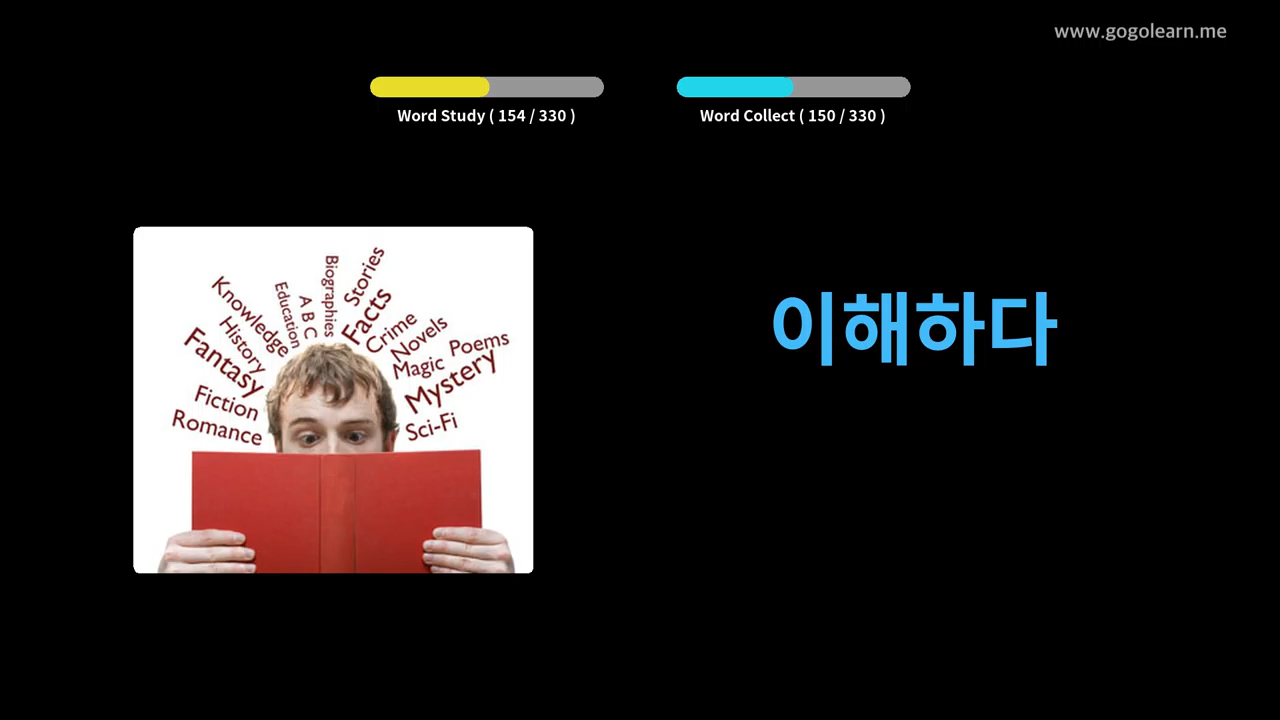 www.gogolearn.me
Word Study ( 154 / 330 )
Word Collect ( 150 / 330 )
Biographies
Stories
Knowledge
Education
A B C
Facts
Crime
History
Novels
Poems
Fantasy
Magic
Mystery
Fiction
Romance
Sci-Fi
이해하다